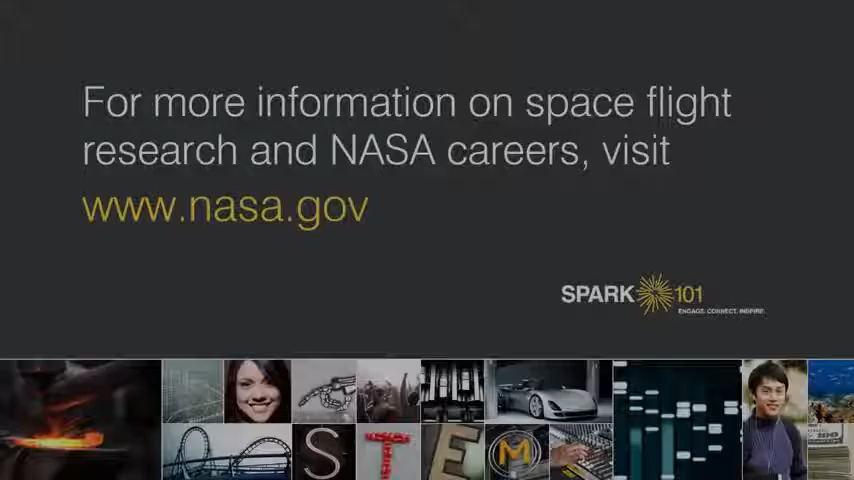 For more information on space flight
research and NASA careers, visit
www.nasa.gov
SPARK 101
ENGAGE. CONNECT. INSPIRE.
STEM